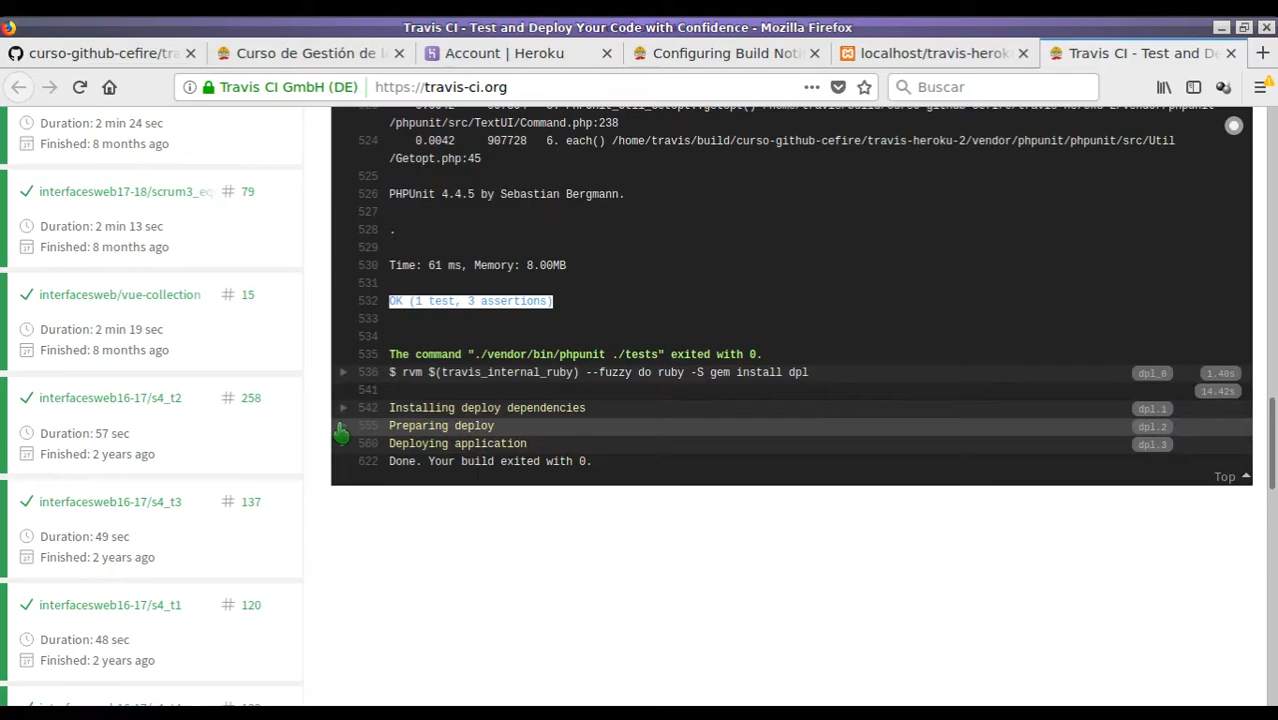 Travis CI - Test and Deploy Your Code with Confidence - Mozilla Firefox
curso-github-cefire/tra
Curso de Gestión de l
Account | Heroku
Configuring Build Noti
localhost/travis-herok
Travis CI - Test and De
Travis CI GmbH (DE)
https://travis-ci.org
Buscar
Duration: 2 min 24 sec
Finished: 8 months ago
interfacesweb17-18/scrum3_eq
# 79
Duration: 2 min 13 sec
Finished: 8 months ago
interfacesweb/vue-collection
# 15
Duration: 2 min 19 sec
Finished: 8 months ago
interfacesweb16-17/s4_t2
# 258
Duration: 57 sec
Finished: 2 years ago
interfacesweb16-17/s4_t3
# 137
Duration: 49 sec
Finished: 2 years ago
interfacesweb16-17/s4_t1
# 120
Duration: 48 sec
Finished: 2 years ago
/phpunit/src/TextUI/Command.php:238
524 0.0042 907728 6. each() /home/travis/build/curso-github-cefire/travis-heroku-2/vendor/phpunit/phpunit/src/Util
/Getopt.php:45
525
526 PHPUnit 4.4.5 by Sebastian Bergmann.
527
528 .
529
530 Time: 61 ms, Memory: 8.00MB
531
532 OK (1 test, 3 assertions)
533
534
535 The command "./vendor/bin/phpunit ./tests" exited with 0.
536 $ rvm $(travis_internal_ruby) --fuzzy do ruby -S gem install dpl dpl_0 1.40s
541 14.42s
542 Installing deploy dependencies dpl.1
555 Preparing deploy dpl.2
560 Deploying application dpl.3
622 Done. Your build exited with 0.
Top